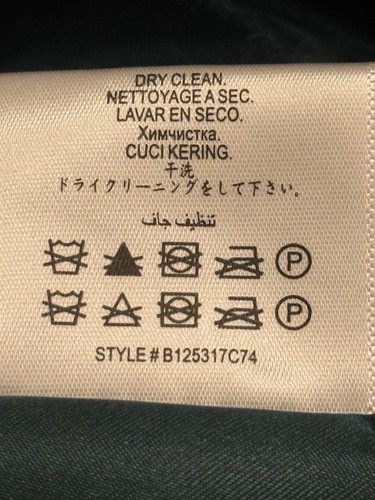 DRY CLEAN.
NETTOYAGE A SEC.
LAVAR EN SECO.
Химчистка.
CUCI KERING.
干洗
ドライクリーニングをして下さい。
تنظيف جاف
P
P
STYLE # B125317C74